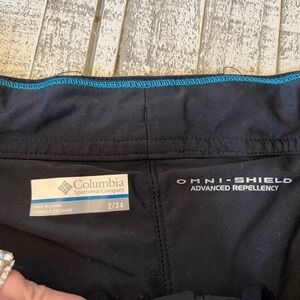 Columbia
Sportswear Company
2/34
OMNI-SHIELD
ADVANCED REPELLENCY